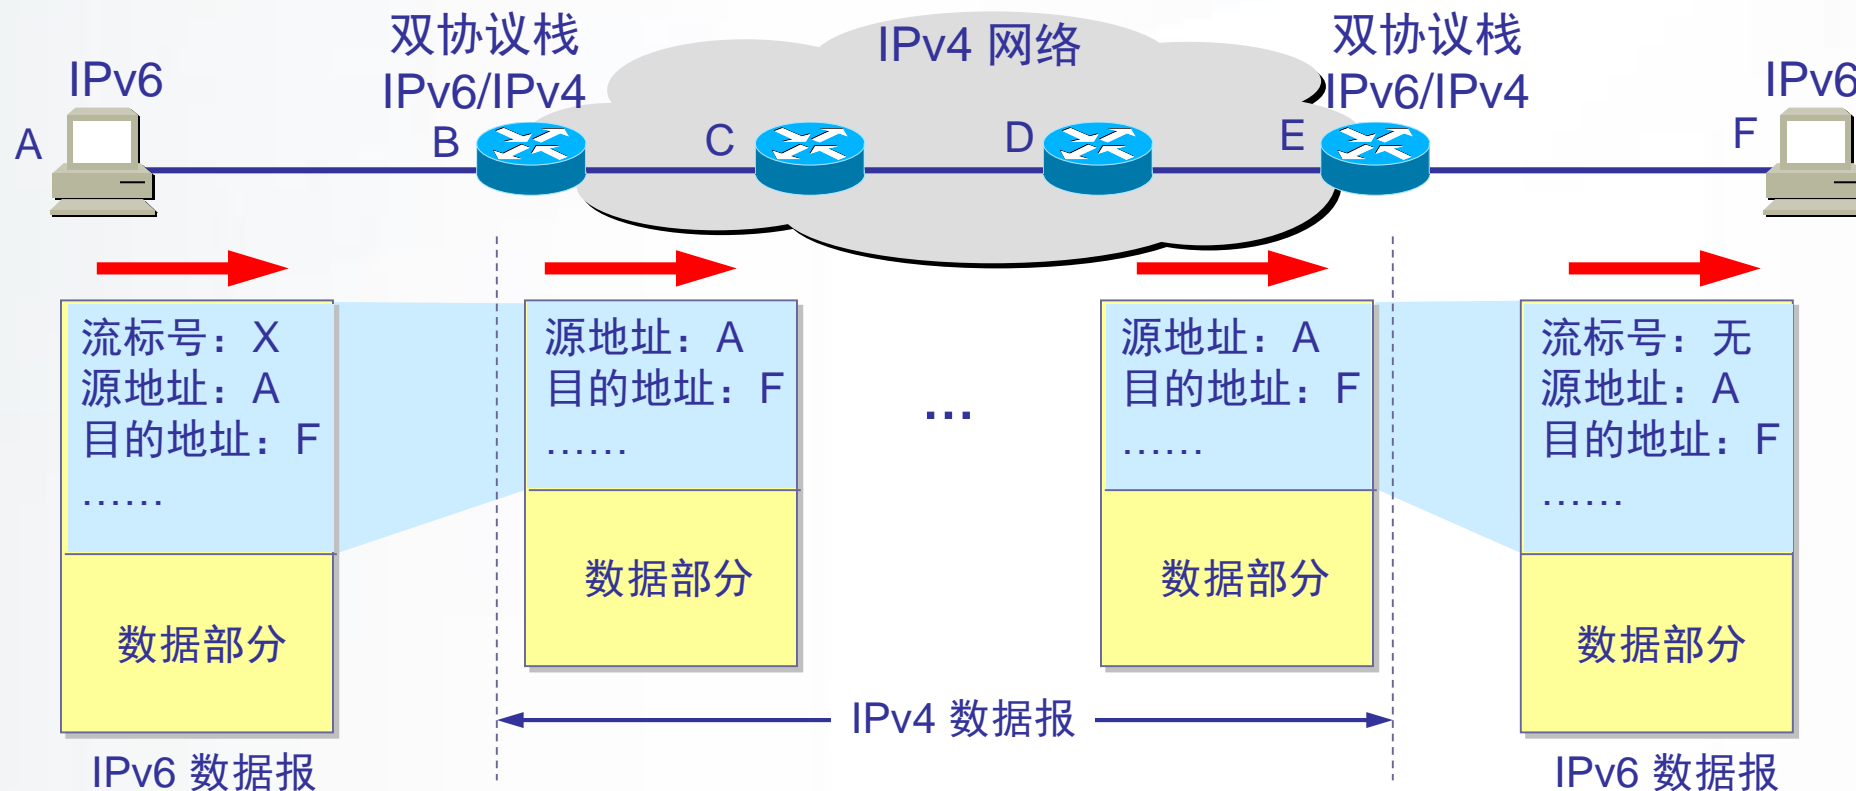 双协议栈
IPv6/IPv4
IPv4 网络
双协议栈
IPv6/IPv4
IPv6
IPv6
A
B
C
D
E
F
流标号：X
源地址：A
目的地址：F
……
数据部分
IPv6 数据报
源地址：A
目的地址：F
……
数据部分
…
源地址：A
目的地址：F
……
数据部分
IPv4 数据报
流标号：无
源地址：A
目的地址：F
……
数据部分
IPv6 数据报